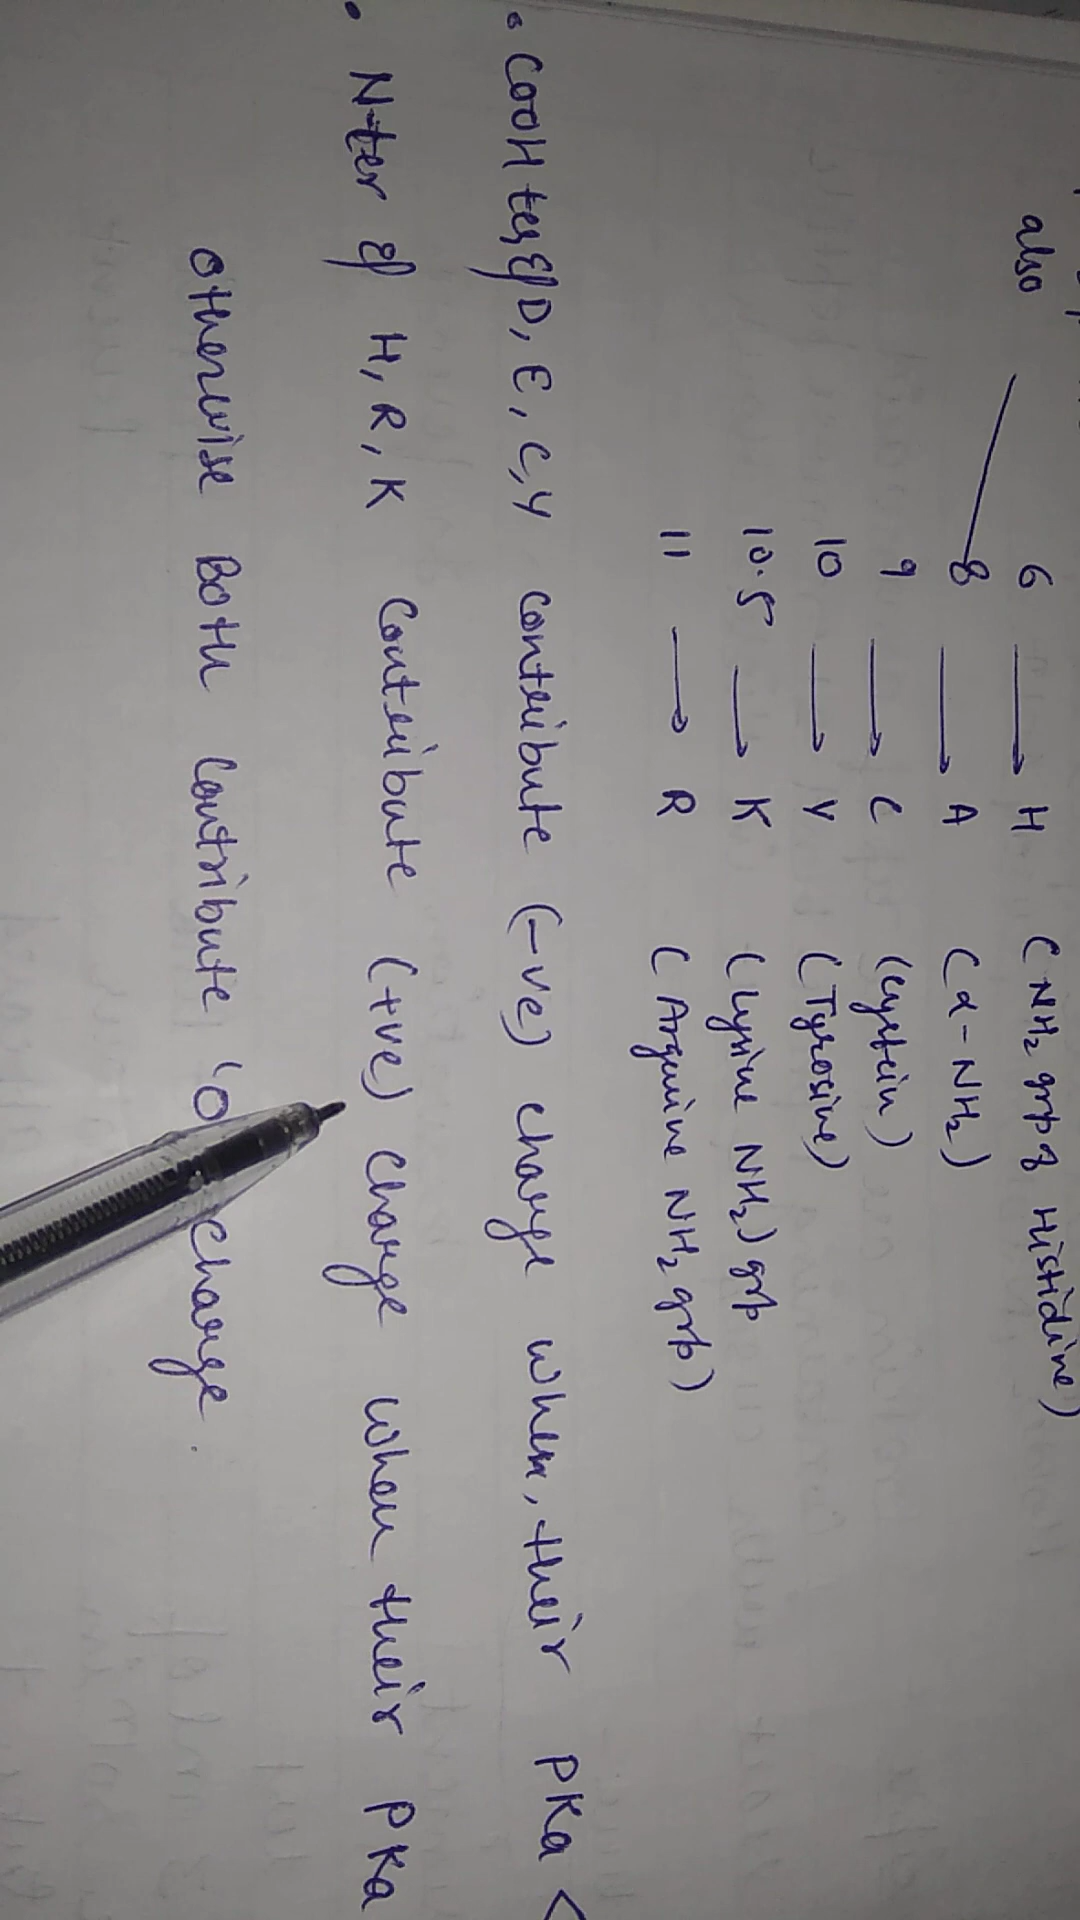 also
6 → H (NH₂ grp of Histidine)
8 → A (α-NH₂)
9 → C (Cystein)
10 → Y (Tyrosine)
10.5 → K (Lysine NH₂) grp
11 → R (Arginine NH₂ grp)
• COOH ter of D, E, C, Y contribute (-ve) charge when, their PKa <
• N-ter of H, R, K contribute (+ve) charge when their PKa
otherwise Both contribute 'o charge.